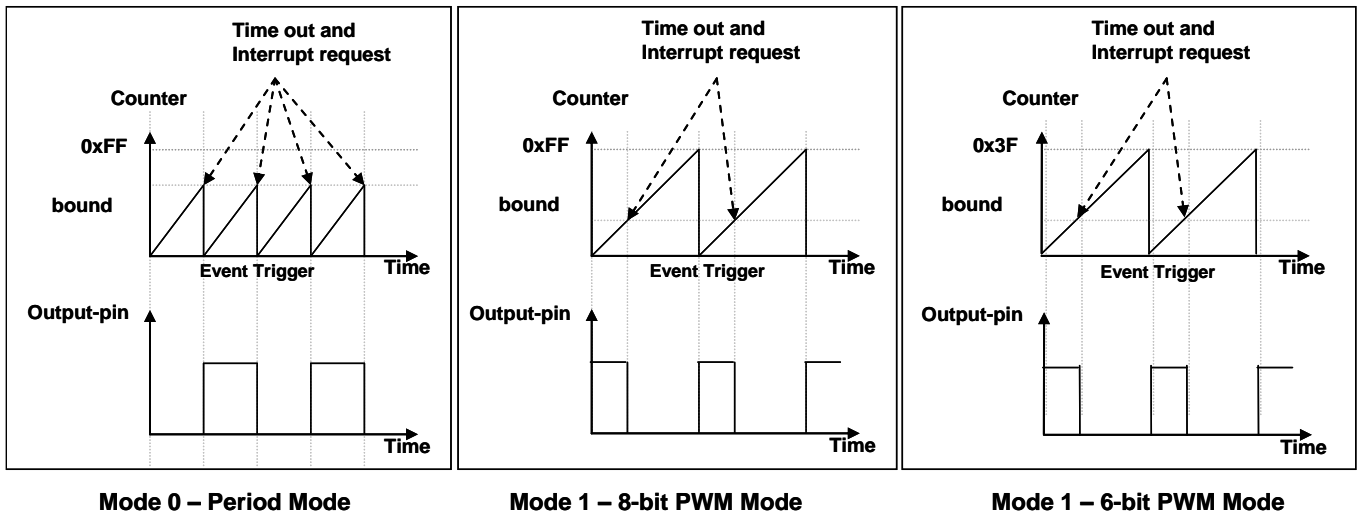 Time out and
Interrupt request
Counter
0xFF
bound
Event Trigger
Time
Output-pin
Time
Mode 0 – Period Mode
Time out and
Interrupt request
Counter
0xFF
bound
Event Trigger
Time
Output-pin
Time
Mode 1 – 8-bit PWM Mode
Time out and
Interrupt request
Counter
0x3F
bound
Event Trigger
Time
Output-pin
Time
Mode 1 – 6-bit PWM Mode